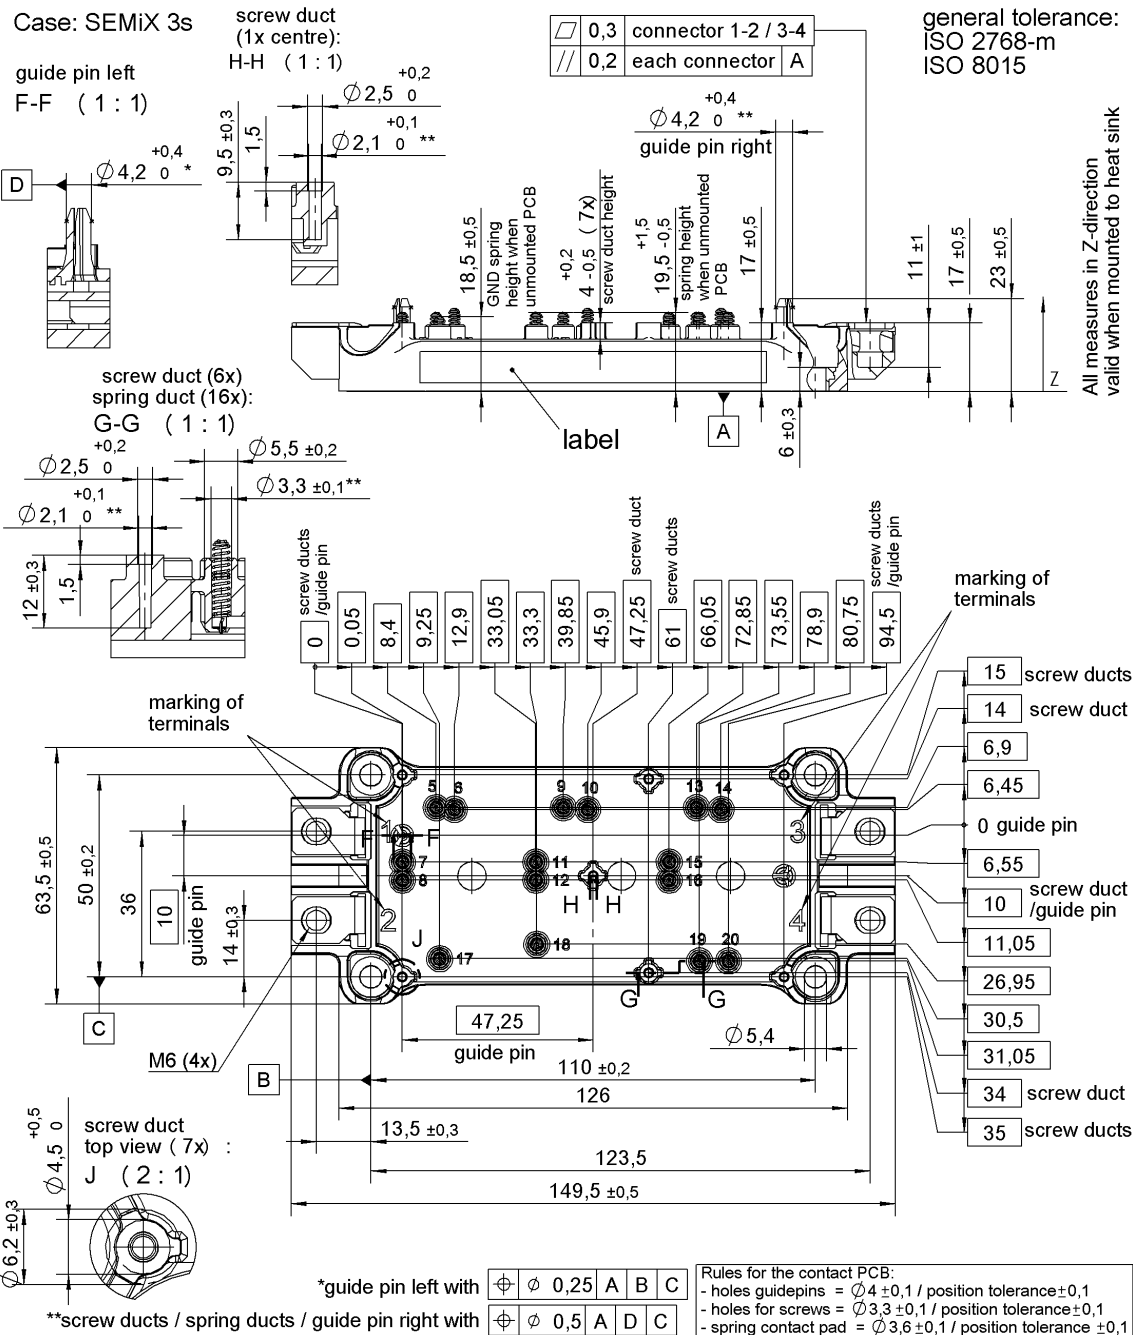 Case: SEMiX 3s
guide pin left
F-F ( 1 : 1)
+0,4
Ø4,2 0 *
D
screw duct
(1x centre):
H-H ( 1 : 1)
+0,2
Ø2,5 0
+0,1
Ø2,1 0 **
9,5 ±0,3
1,5
⏥ 0,3 connector 1-2 / 3-4
// 0,2 each connector A
general tolerance:
ISO 2768-m
ISO 8015
+0,4
Ø4,2 0 **
guide pin right
18,5 ±0,5
GND spring
height when
unmounted PCB
+0,2
4 -0,5 ( 7x)
screw duct height
+1,5
19,5 -0,5
spring height
when unmounted
PCB
17 ±0,5
11 ±1
17 ±0,5
23 ±0,5
Z
All measures in Z-direction
valid when mounted to heat sink
6 ±0,3
A
label
screw duct (6x)
spring duct (16x):
G-G ( 1 : 1)
+0,2
Ø2,5 0
Ø5,5 ±0,2
+0,1
Ø2,1 0 **
Ø3,3 ±0,1**
12 ±0,3
1,5
screw ducts
/guide pin
screw duct
screw ducts
screw ducts
/guide pin
0
0,05
8,4
9,25
12,9
33,05
33,3
39,85
45,9
47,25
61
66,05
72,85
73,55
78,9
80,75
94,5
marking of
terminals
marking of
terminals
15 screw ducts
14 screw duct
6,9
6,45
0 guide pin
6,55
10 screw duct
/guide pin
11,05
26,95
30,5
31,05
34 screw duct
35 screw ducts
5 6 9 10 13 14
1 F F 3
7 11 15
8 12 16
H H
2 4
J
17 18 19 20
G G
63,5 ±0,5
50 ±0,2
36
10
guide pin
14 ±0,3
C
M6 (4x)
47,25
guide pin
Ø5,4
B
110 ±0,2
126
13,5 ±0,3
123,5
149,5 ±0,5
screw duct
top view ( 7x) :
J ( 2 : 1)
+0,5
Ø4,5 0
Ø6,2 ±0,3
*guide pin left with ⌖ ø 0,25 A B C
**screw ducts / spring ducts / guide pin right with ⌖ ø 0,5 A D C
Rules for the contact PCB:
- holes guidepins = Ø4 ±0,1 / position tolerance±0,1
- holes for screws = Ø3,3 ±0,1 / position tolerance±0,1
- spring contact pad = Ø3,6 ±0,1 / position tolerance ±0,1